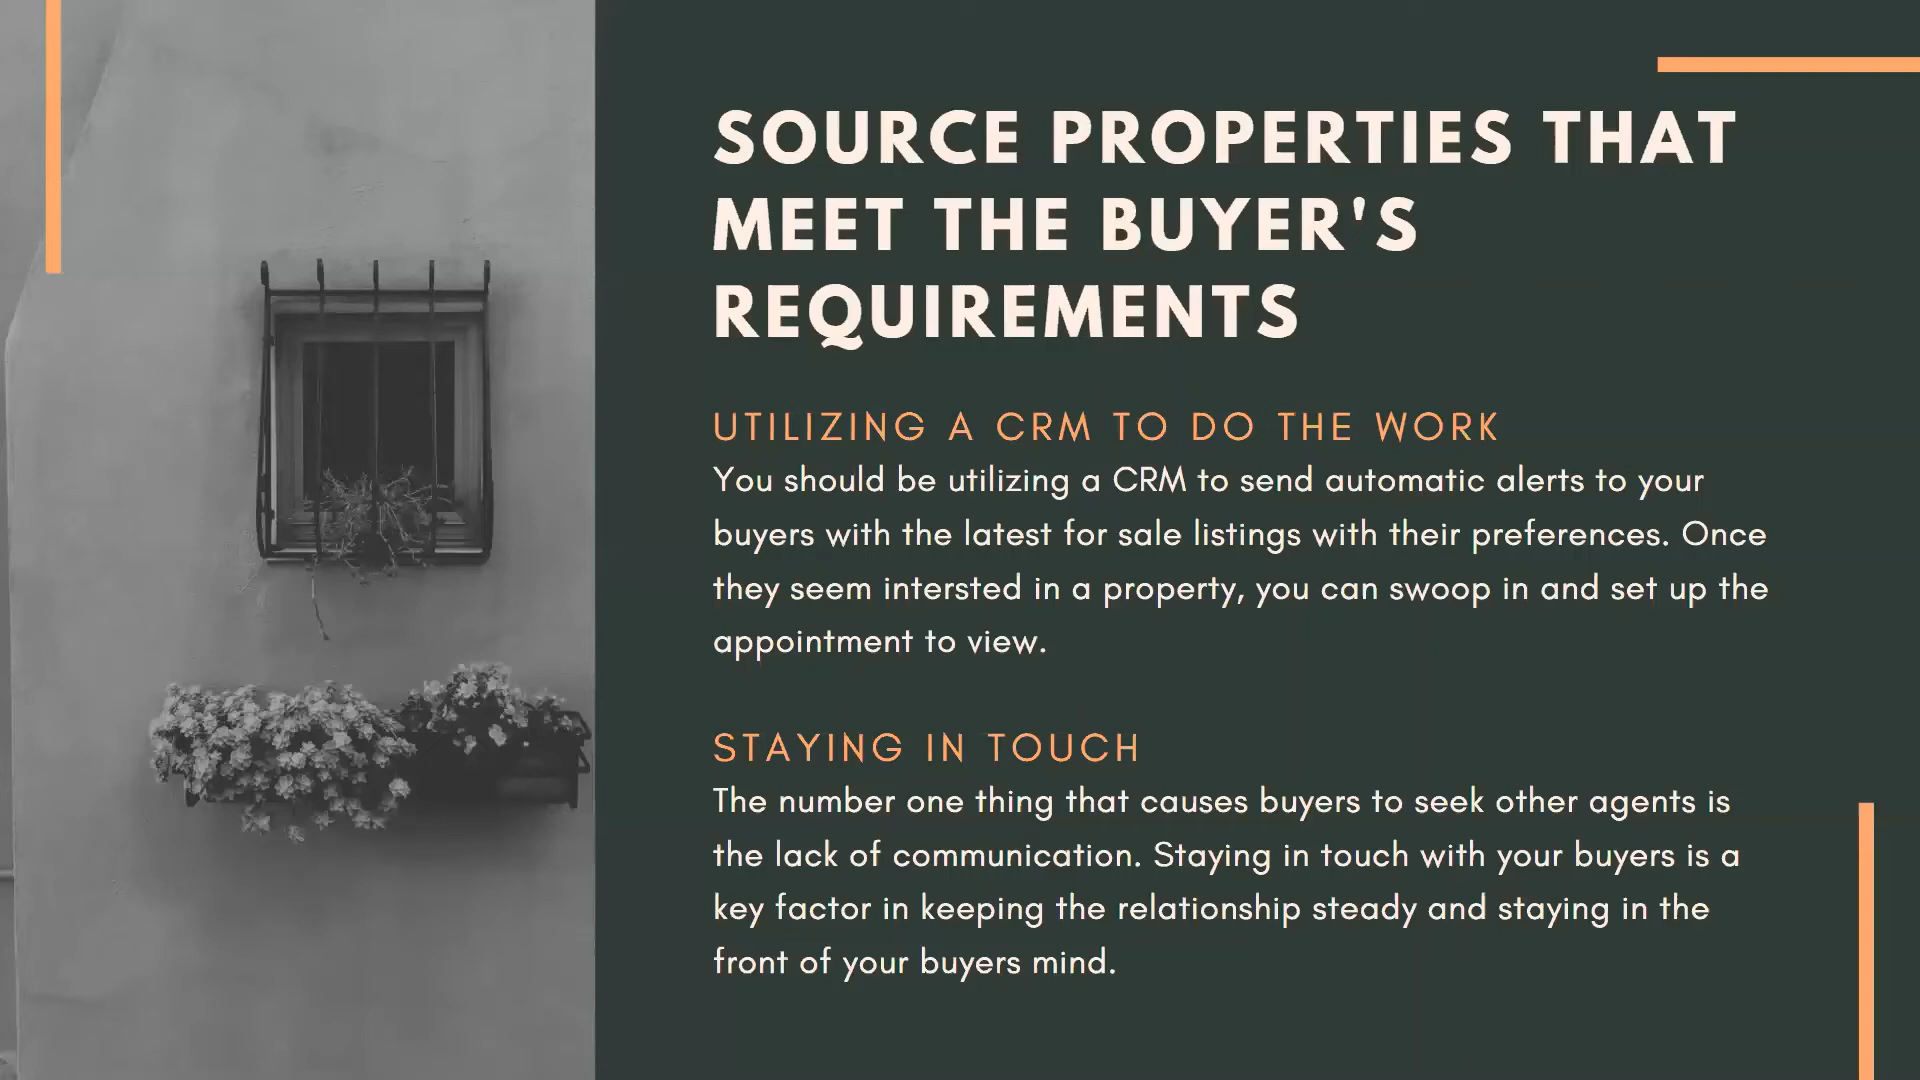 SOURCE PROPERTIES THAT
MEET THE BUYER'S
REQUIREMENTS
UTILIZING A CRM TO DO THE WORK
You should be utilizing a CRM to send automatic alerts to your
buyers with the latest for sale listings with their preferences. Once
they seem intersted in a property, you can swoop in and set up the
appointment to view.
STAYING IN TOUCH
The number one thing that causes buyers to seek other agents is
the lack of communication. Staying in touch with your buyers is a
key factor in keeping the relationship steady and staying in the
front of your buyers mind.